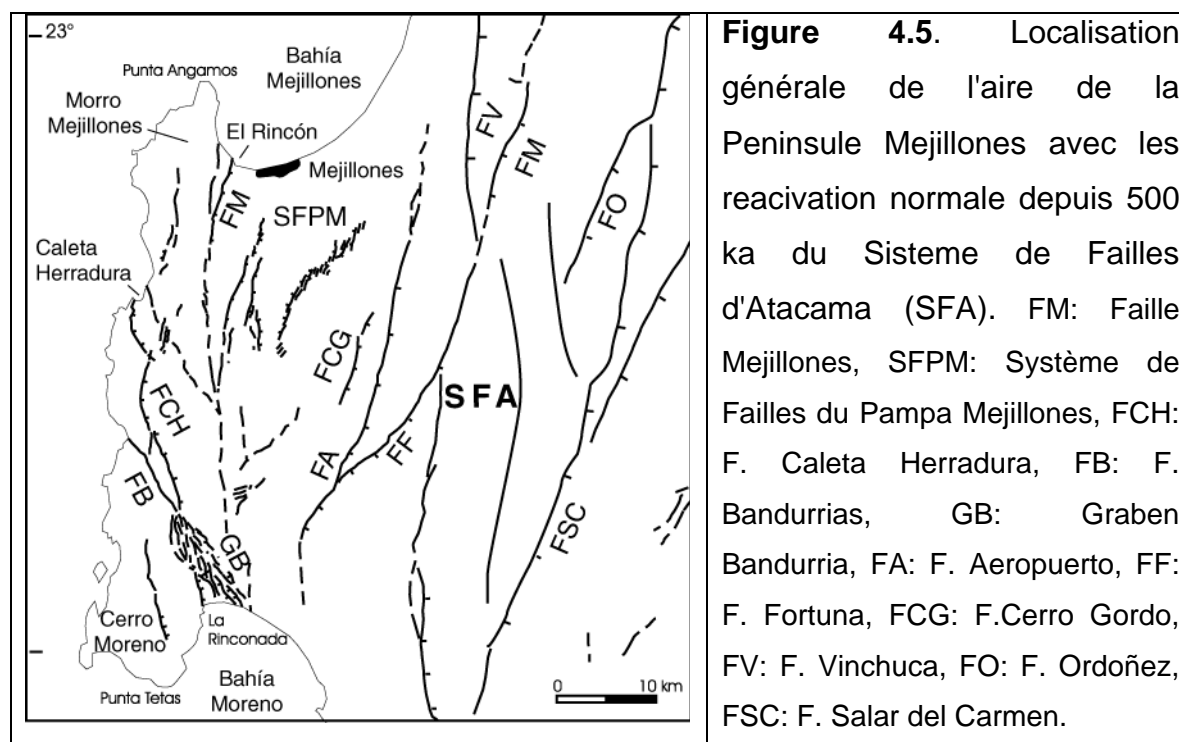 23°
Punta Angamos
Bahía
Mejillones
Morro
Mejillones
El Rincón
Mejillones
FV
FM
FM
SFPM
FO
Caleta
Herradura
FCG
SFA
FCH
FA
FF
FB
GB
FSC
Cerro
Moreno
La
Rinconada
Punta Tetas
Bahía
Moreno
0 10 km
Figure 4.5. Localisation
générale de l'aire de la
Peninsule Mejillones avec les
reacivation normale depuis 500
ka du Sisteme de Failles
d'Atacama (SFA). FM: Faille
Mejillones, SFPM: Système de
Failles du Pampa Mejillones, FCH:
F. Caleta Herradura, FB: F.
Bandurrias, GB: Graben
Bandurria, FA: F. Aeropuerto, FF:
F. Fortuna, FCG: F.Cerro Gordo,
FV: F. Vinchuca, FO: F. Ordoñez,
FSC: F. Salar del Carmen.